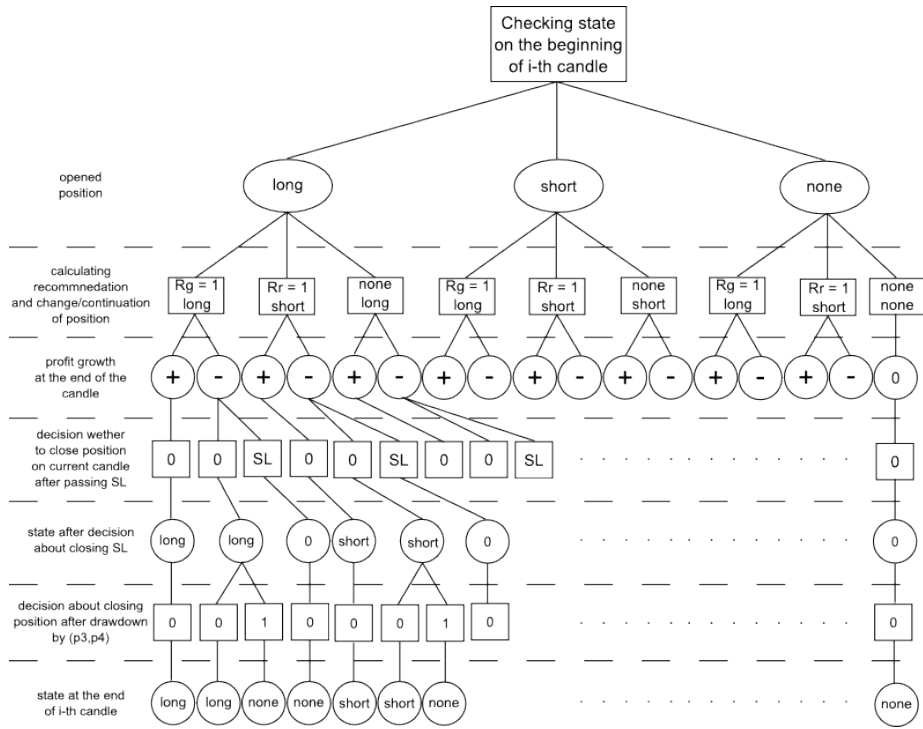 Checking state
on the beginning
of i-th candle
opened
position
long
short
none
calculating
recommnedation
and change/continuation
of position
Rg = 1
long
Rr = 1
short
none
long
Rg = 1
long
Rr = 1
short
none
short
Rg = 1
long
Rr = 1
short
none
none
profit growth
at the end of the
candle
+ - + - + - + - + - + - + - + - 0
decision wether
to close position
on current candle
after passing SL
0 0 SL 0 0 SL 0 0 SL 0
state after decision
about closing SL
long long 0 short short 0 0
decision about closing
position after drawdown
by (p3,p4)
0 0 1 0 0 0 1 0 0
state at the end
of i-th candle
long long none none short short none none